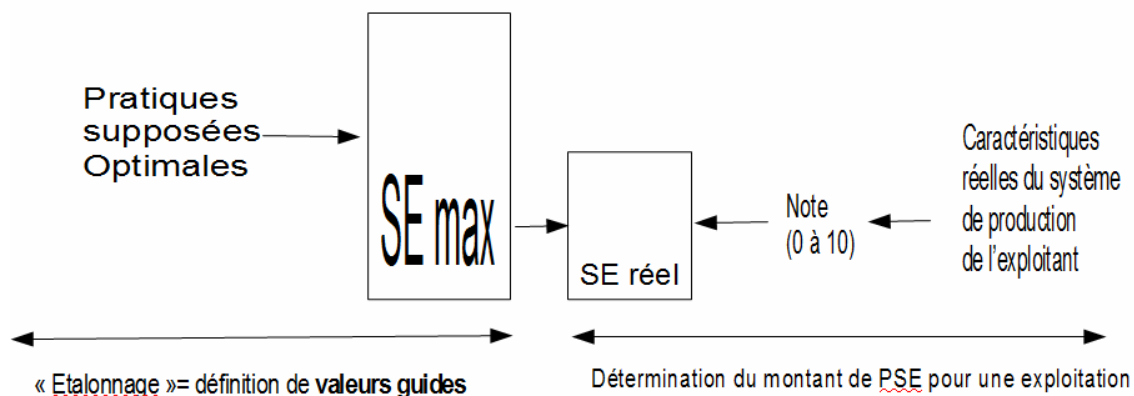 Pratiques
supposées
Optimales
SE max
SE réel
Note
(0 à 10)
Caractéristiques
réelles du système
de production
de l'exploitant
« Etalonnage »= définition de valeurs guides
Détermination du montant de PSE pour une exploitation